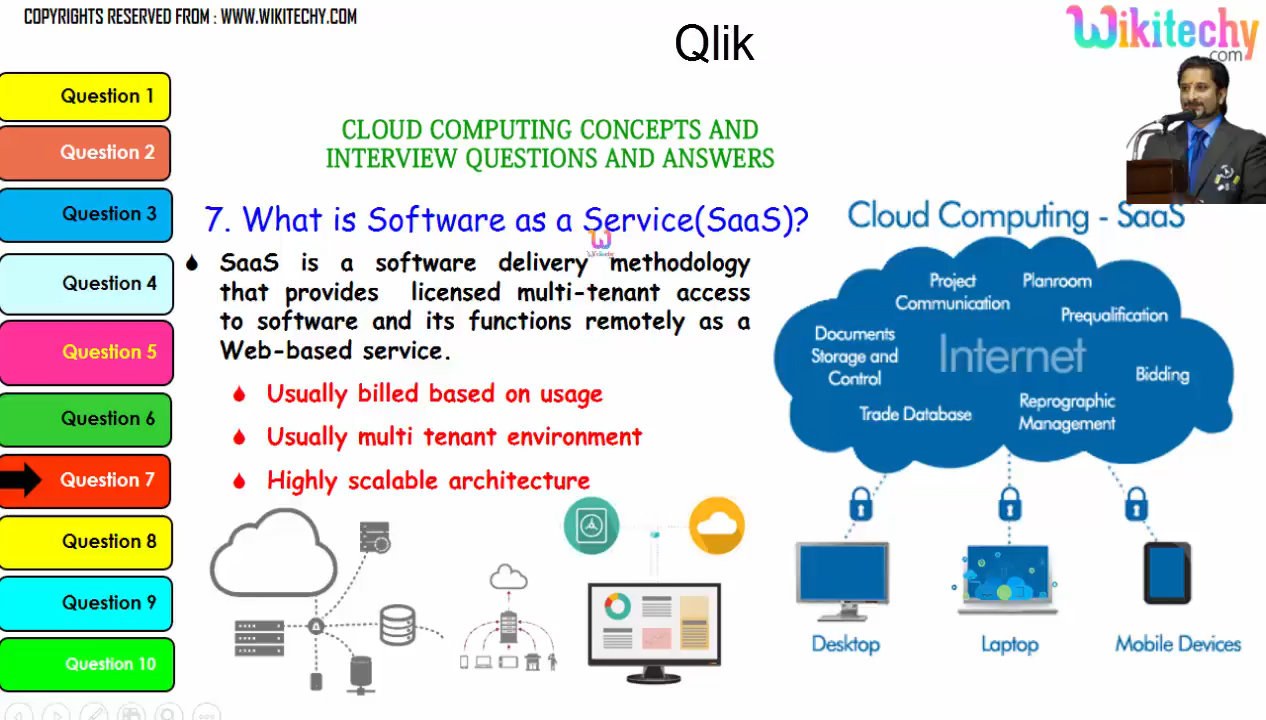 COPYRIGHTS RESERVED FROM : WWW.WIKITECHY.COM
Qlik
Wikitechy
.com
Question 1
Question 2
Question 3
Question 4
Question 5
Question 6
Question 7
Question 8
Question 9
Question 10
CLOUD COMPUTING CONCEPTS AND
INTERVIEW QUESTIONS AND ANSWERS
7. What is Software as a Service(SaaS)?
SaaS is a software delivery methodology
that provides licensed multi-tenant access
to software and its functions remotely as a
Web-based service.
Usually billed based on usage
Usually multi tenant environment
Highly scalable architecture
Cloud Computing - SaaS
Project
Communication
Planroom
Prequalification
Documents
Storage and
Control
Internet
Bidding
Trade Database
Reprographic
Management
Desktop
Laptop
Mobile Devices